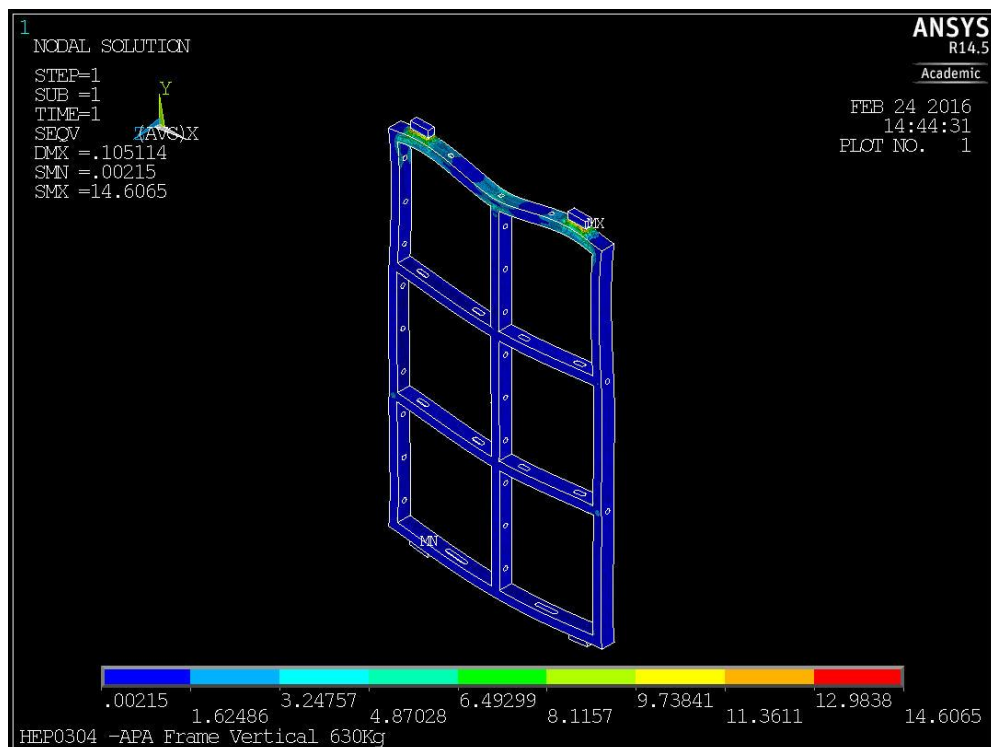 1
NODAL SOLUTION
STEP=1
SUB =1
TIME=1
SEQV (AVG)
DMX =.105114
SMN =.00215
SMX =14.6065
Y
Z
X
ANSYS
R14.5
Academic
FEB 24 2016
14:44:31
PLOT NO. 1
MX
MN
.00215
1.62486
3.24757
4.87028
6.49299
8.1157
9.73841
11.3611
12.9838
14.6065
HEP0304 -APA Frame Vertical 630Kg